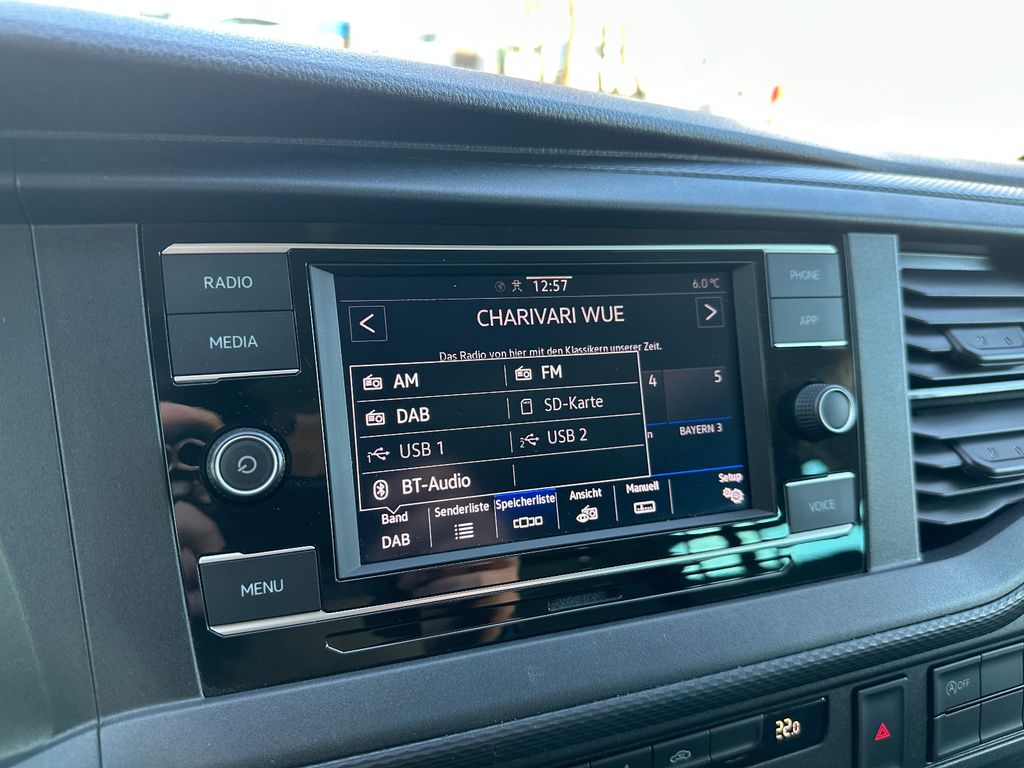 RADIO
MEDIA
MENU
12:57
6.0 °C
<
CHARIVARI WUE
>
Das Radio von hier mit den Klassikern unserer Zeit.
AM
FM
DAB
SD-Karte
USB 1
USB 2
BT-Audio
4
5
n
BAYERN 3
Band
DAB
Senderliste
Speicherliste
Ansicht
Manuell
Setup
PHONE
APP
VOICE
OFF
22.0